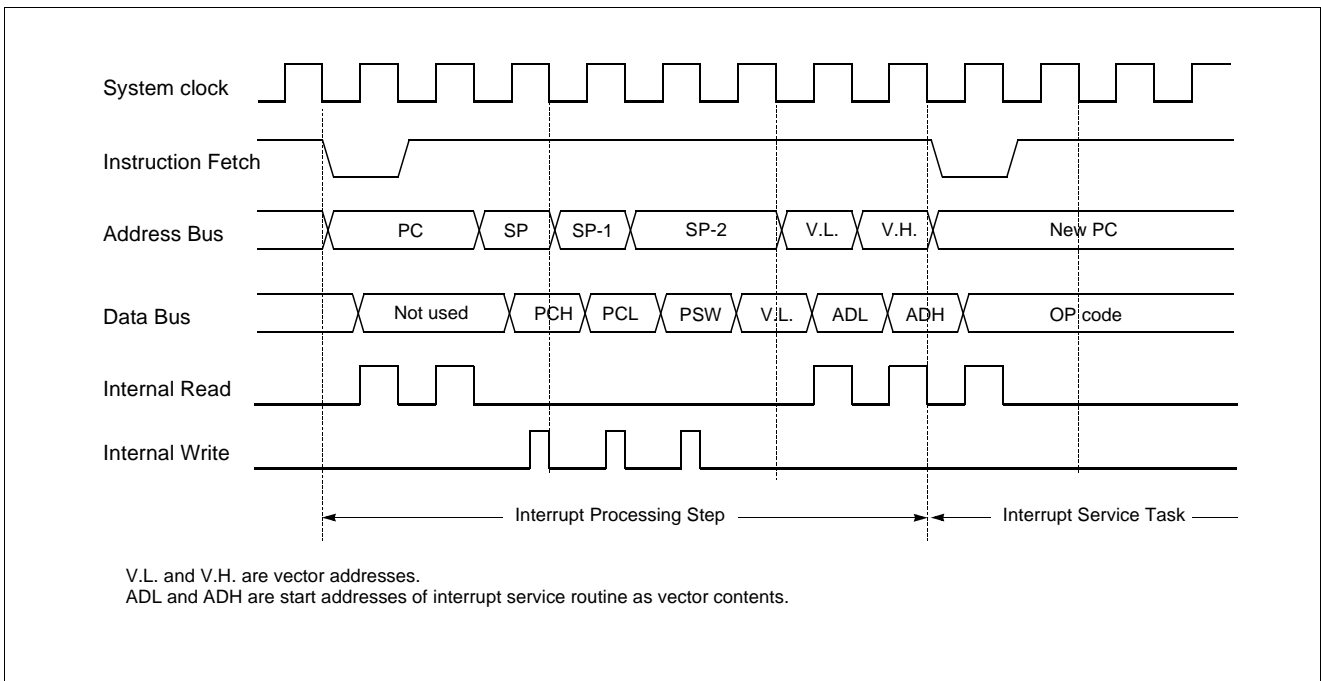 System clock
Instruction Fetch
Address Bus
PC
SP
SP-1
SP-2
V.L.
V.H.
New PC
Data Bus
Not used
PCH
PCL
PSW
V.L.
ADL
ADH
OP code
Internal Read
Internal Write
Interrupt Processing Step
Interrupt Service Task
V.L. and V.H. are vector addresses.
ADL and ADH are start addresses of interrupt service routine as vector contents.